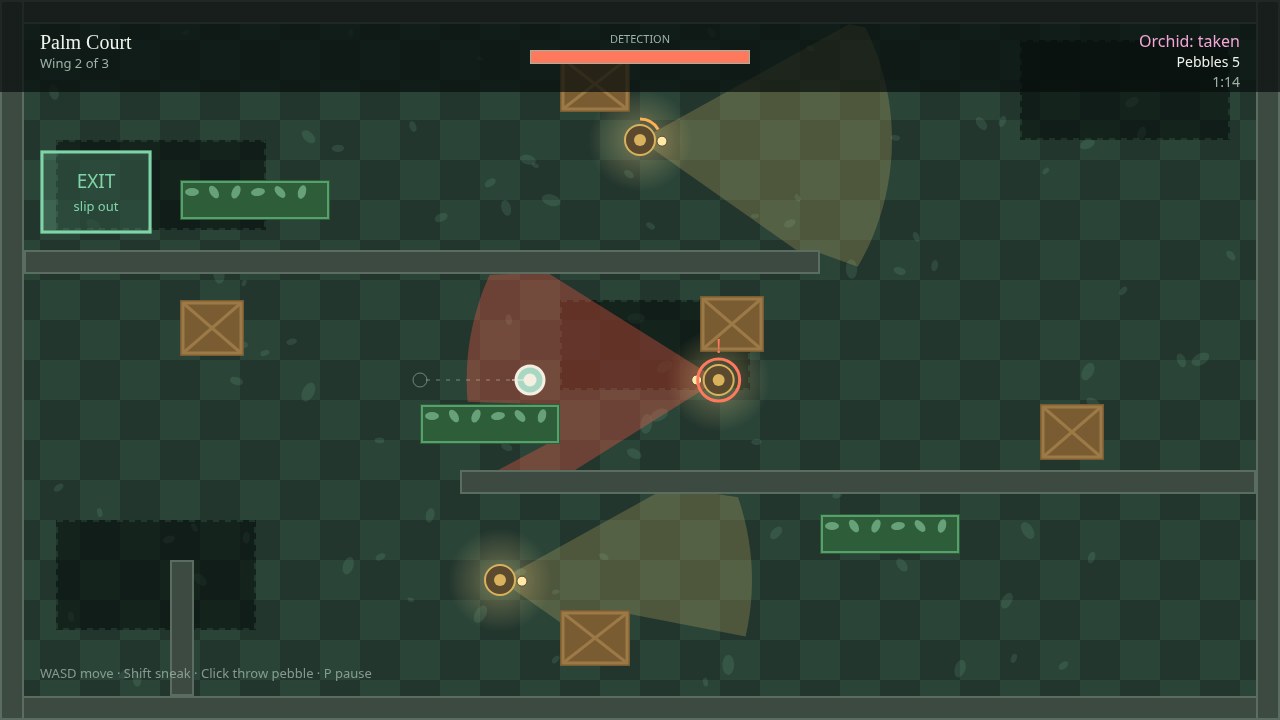 Palm Court
Wing 2 of 3
DETECTION
Orchid: taken
Pebbles 5
1:14
EXIT
slip out
!
WASD move · Shift sneak · Click throw pebble · P pause